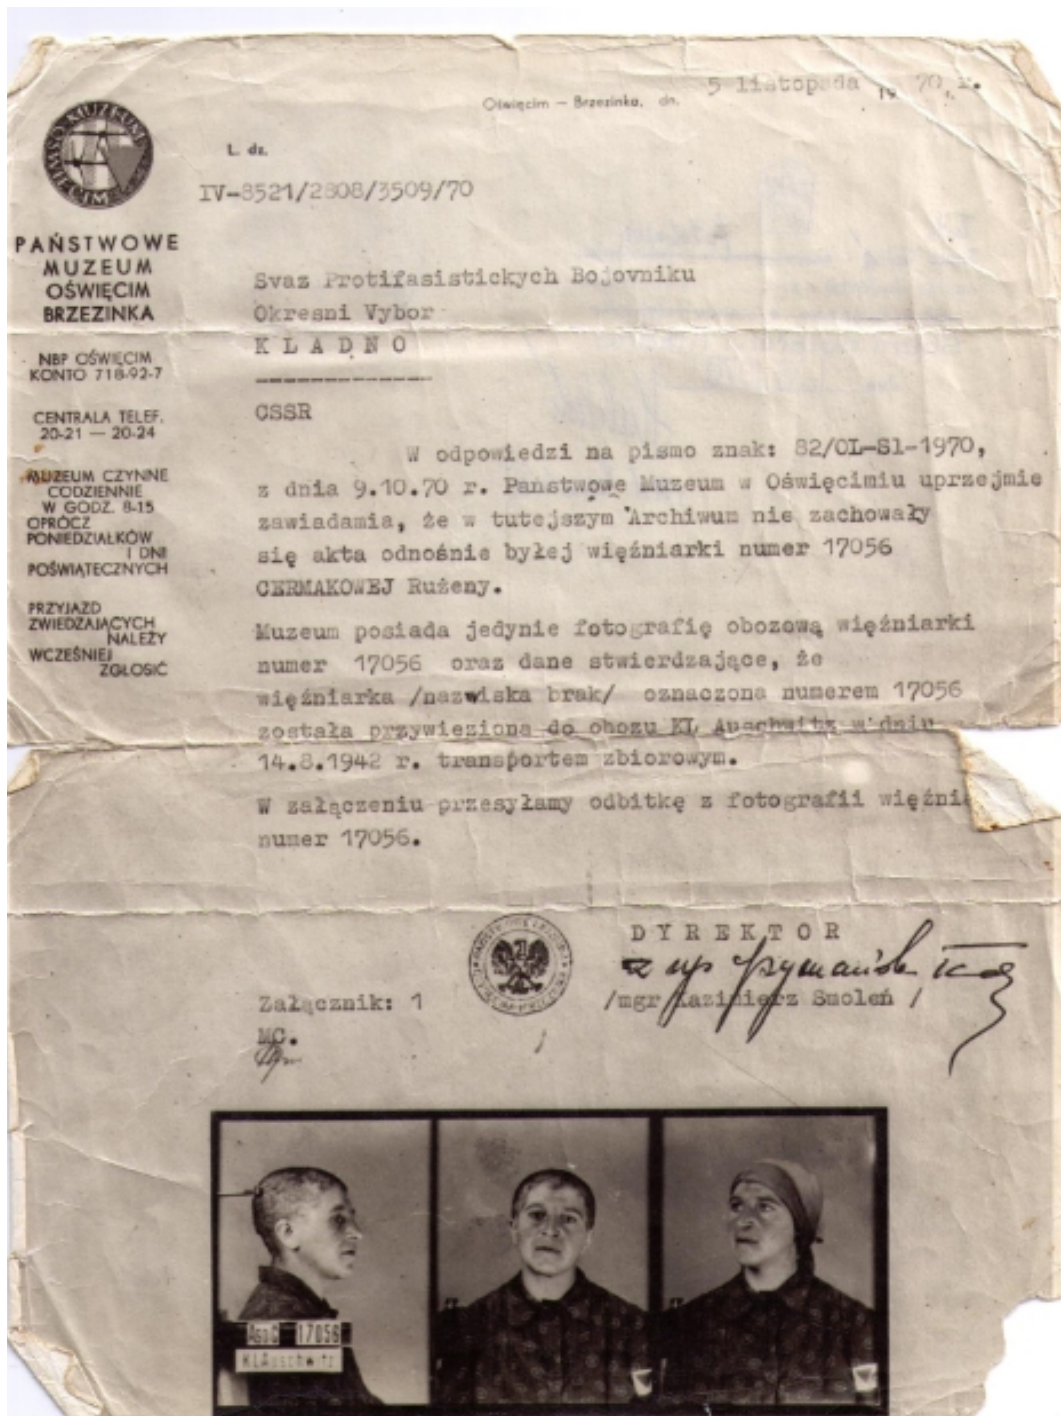 Oświęcim — Brzezinka, dn. 5 listopada 19 70 r.
L. dz.
IV-8521/2808/3509/70
PAŃSTWOWE
MUZEUM
OŚWIĘCIM
BRZEZINKA
NBP OŚWIĘCIM
KONTO 718-92-7
CENTRALA TELEF.
20-21 — 20-24
MUZEUM CZYNNE
CODZIENNIE
W GODZ. 8-15
OPRÓCZ
PONIEDZIAŁKÓW
I DNI
POŚWIĄTECZNYCH
PRZYJAZD
ZWIEDZAJĄCYCH
NALEŻY
WCZEŚNIEJ
ZGŁOSIĆ
Svaz Protifasistickych Bojovniku
Okresni Vybor
KLADNO
CSSR
W odpowiedzi na pismo znak: 82/OL-Sl-1970,
z dnia 9.10.70 r. Państwowe Muzeum w Oświęcimiu uprzejmie
zawiadamia, że w tutejszym Archiwum nie zachowały
się akta odnośnie byłej więźniarki numer 17056
CERMAKOWEJ Rużeny.
Muzeum posiada jedynie fotografię obozową więźniarki
numer 17056 oraz dane stwierdzające, że
więźniarka /nazwiska brak/ oznaczona numerem 17056
została przywieziona do obozu KL Auschwitz w dniu
14.8.1942 r. transportem zbiorowym.
W załączeniu przesyłamy odbitkę z fotografii
numer 17056.
DYREKTOR
/mgr Kazimierz Smoleń /
Załącznik: 1
MC.
17056
KL Auschwitz